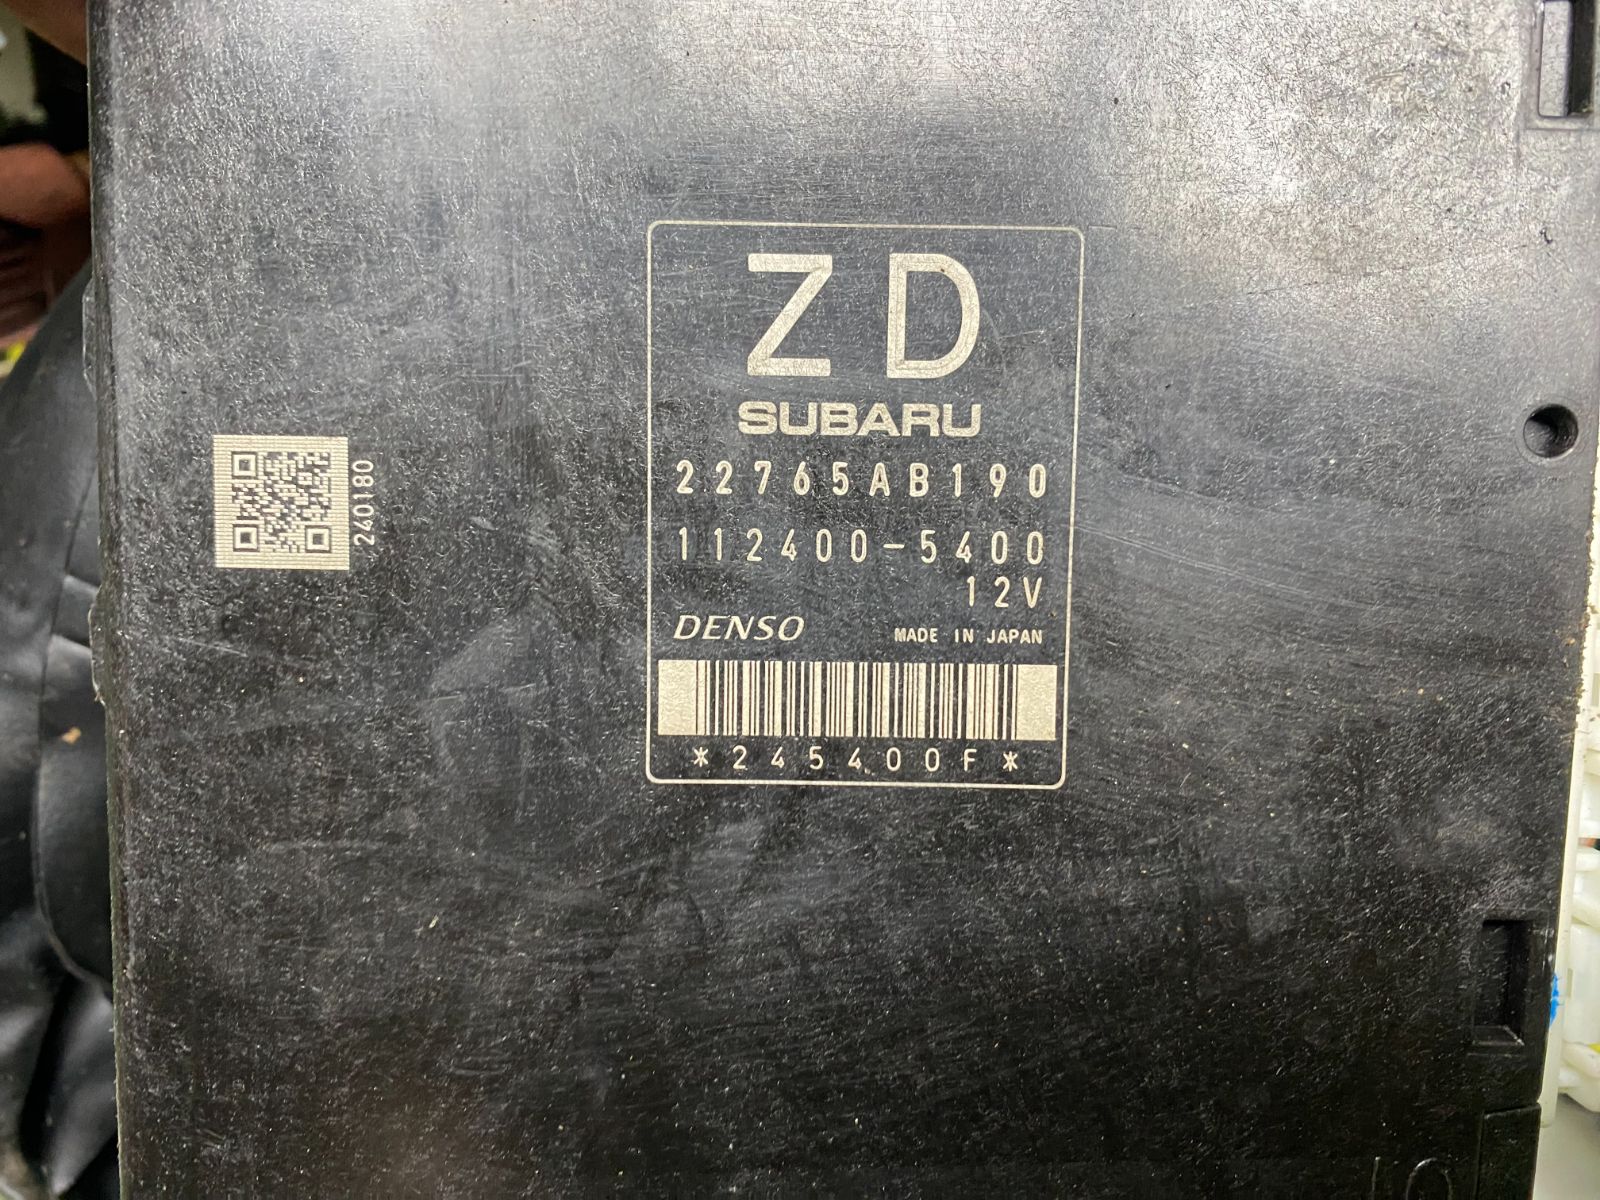 ZD
SUBARU
22765AB190
112400-5400
12V
DENSO
MADE IN JAPAN
*245400F*
240180